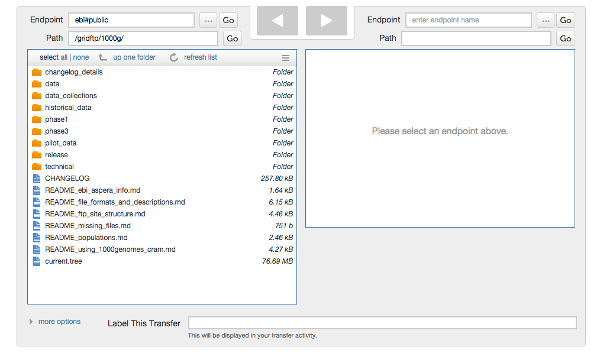 Endpoint ebi#public ... Go
Path /gridftp/1000g/ Go
Endpoint enter endpoint name ... Go
Path Go
select all | none up one folder refresh list
changelog_details Folder
data Folder
data_collections Folder
historical_data Folder
phase1 Folder
phase3 Folder
pilot_data Folder
release Folder
technical Folder
CHANGELOG 257.80 kB
README_ebi_aspera_info.md 1.64 kB
README_file_formats_and_descriptions.md 6.15 kB
README_ftp_site_structure.md 4.46 kB
README_missing_files.md 751 b
README_populations.md 2.46 kB
README_using_1000genomes_cram.md 4.27 kB
current.tree 76.69 MB
Please select an endpoint above.
more options
Label This Transfer
This will be displayed in your transfer activity.